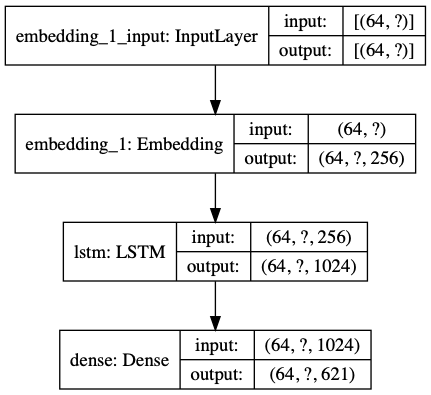 embedding_1_input: InputLayer
input: [(64, ?)]
output: [(64, ?)]
embedding_1: Embedding
input: (64, ?)
output: (64, ?, 256)
lstm: LSTM
input: (64, ?, 256)
output: (64, ?, 1024)
dense: Dense
input: (64, ?, 1024)
output: (64, ?, 621)